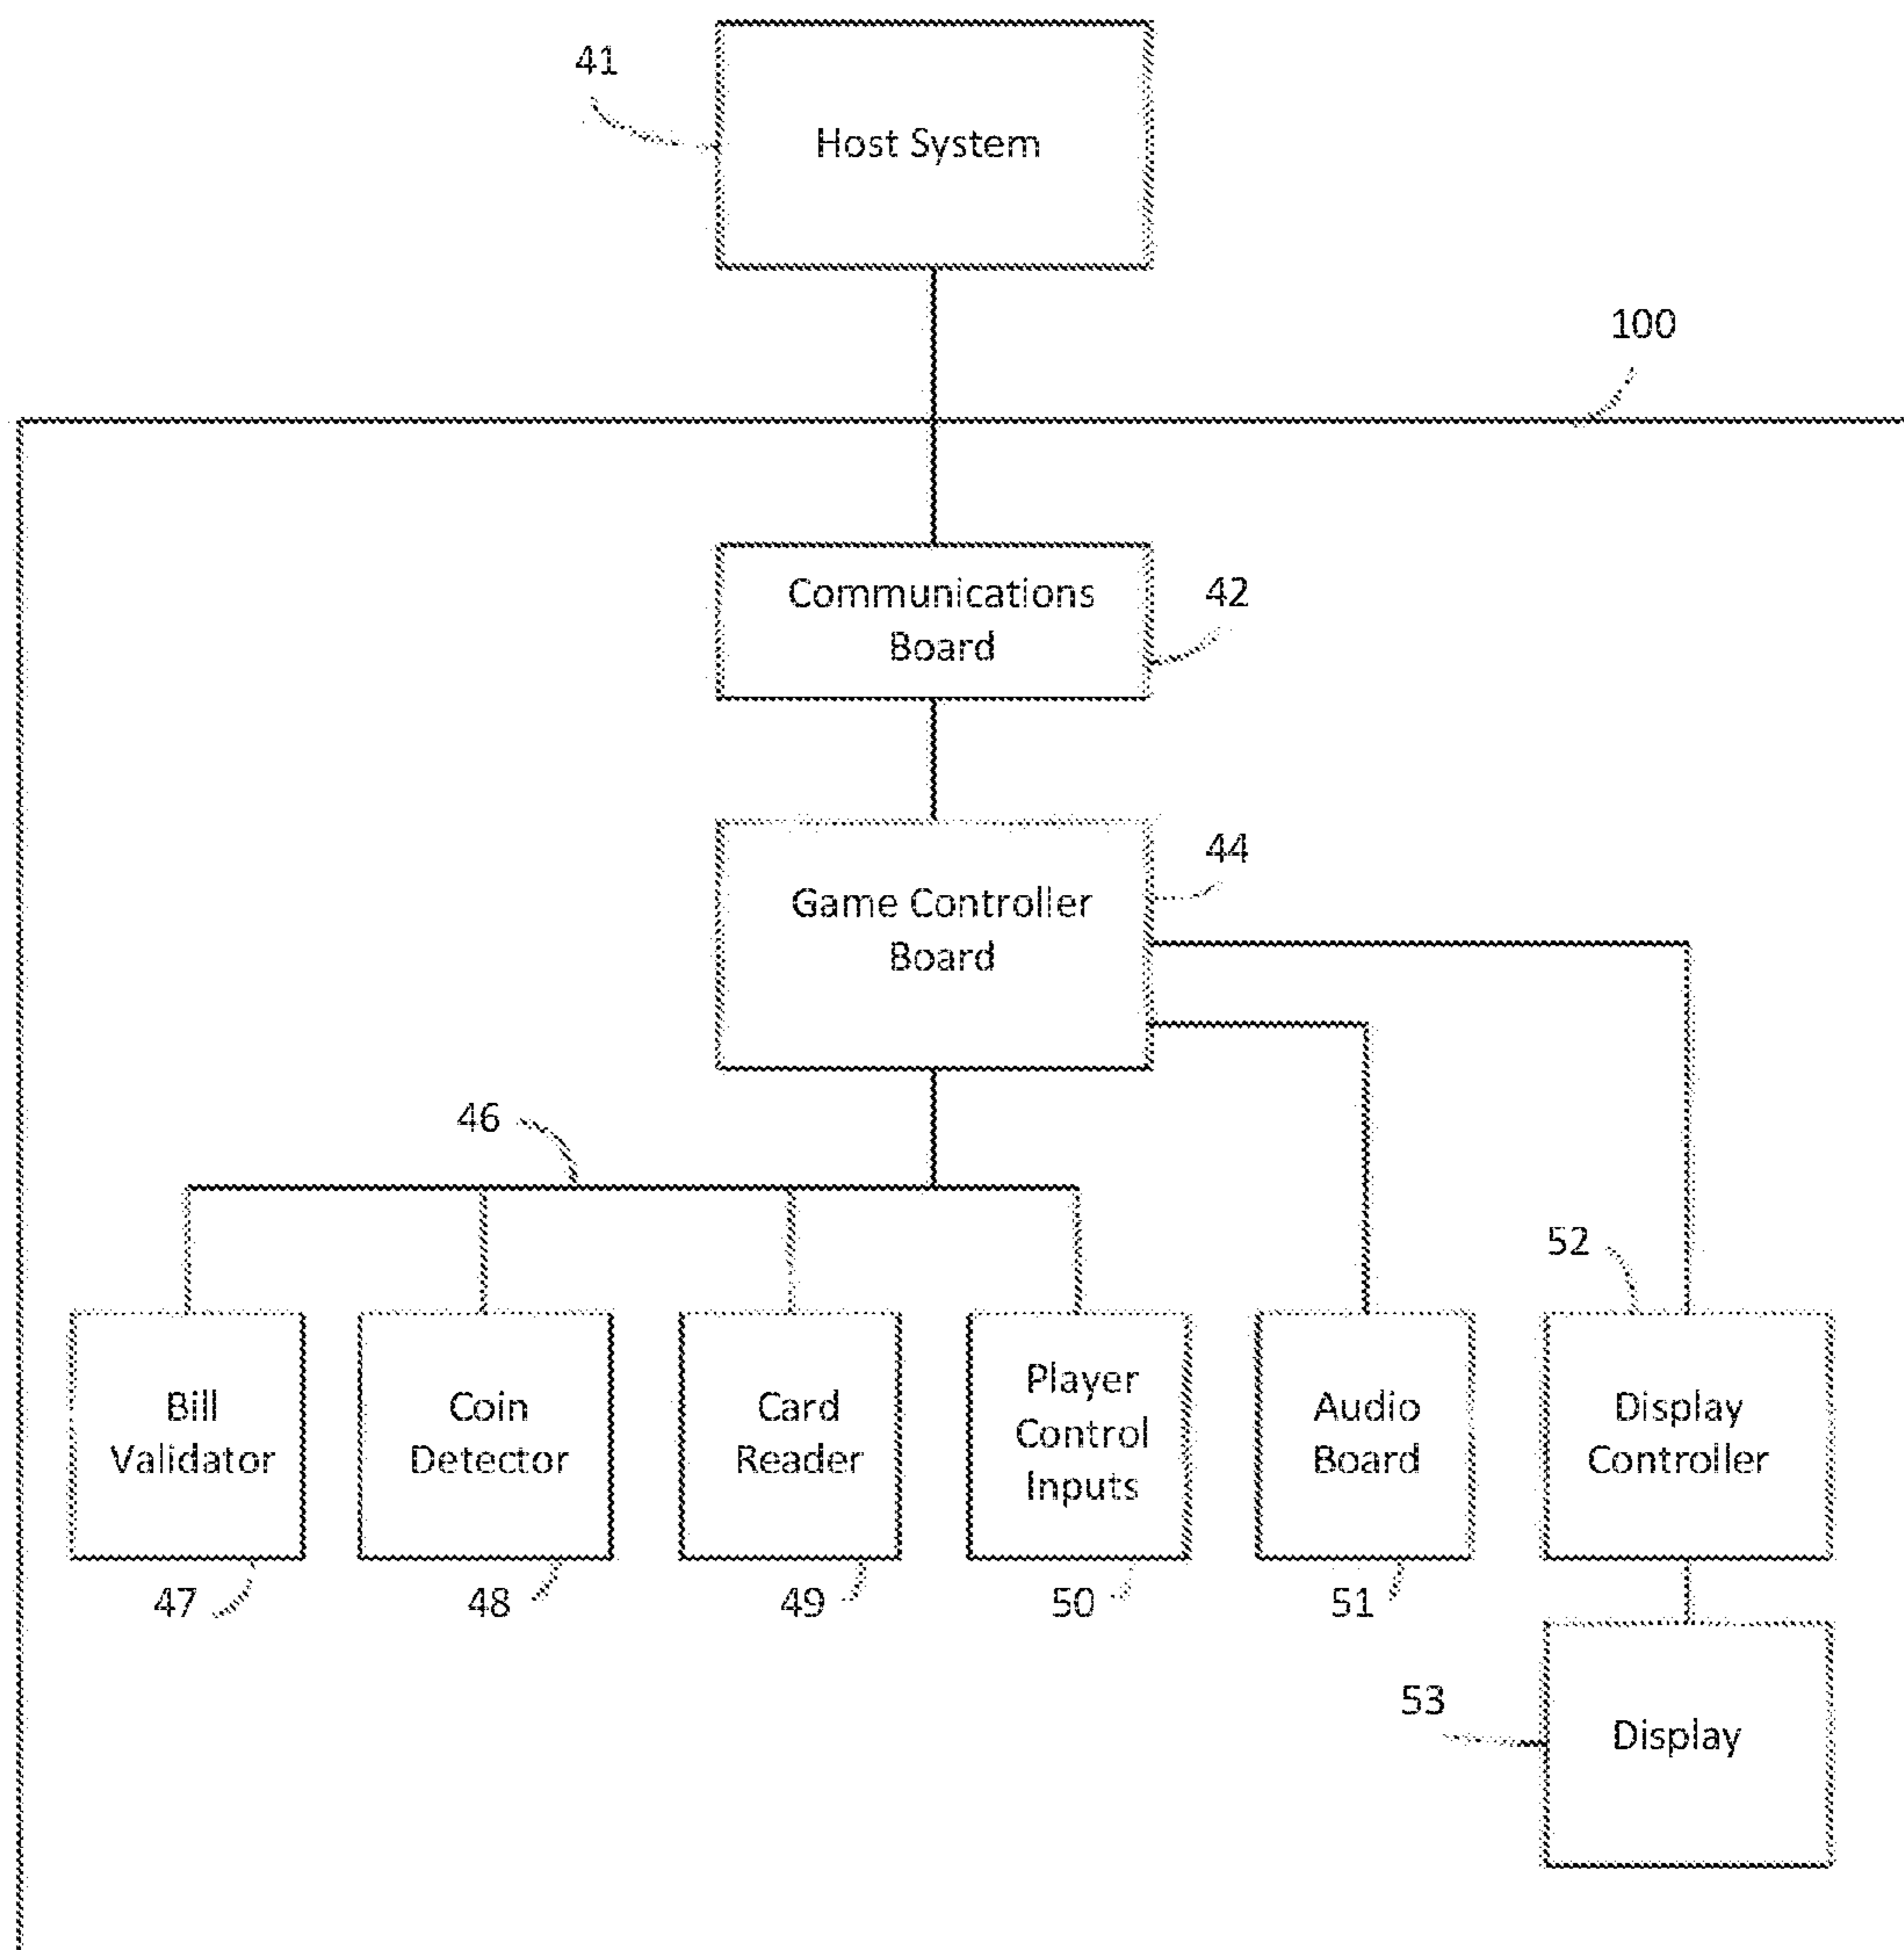 41
Host System
100
Communications
Board
42
44
Game Controller
Board
46
52
Bill
Validator
Coin
Detector
Card
Reader
Player
Control
Inputs
Audio
Board
Display
Controller
47
48
49
50
51
53
Display